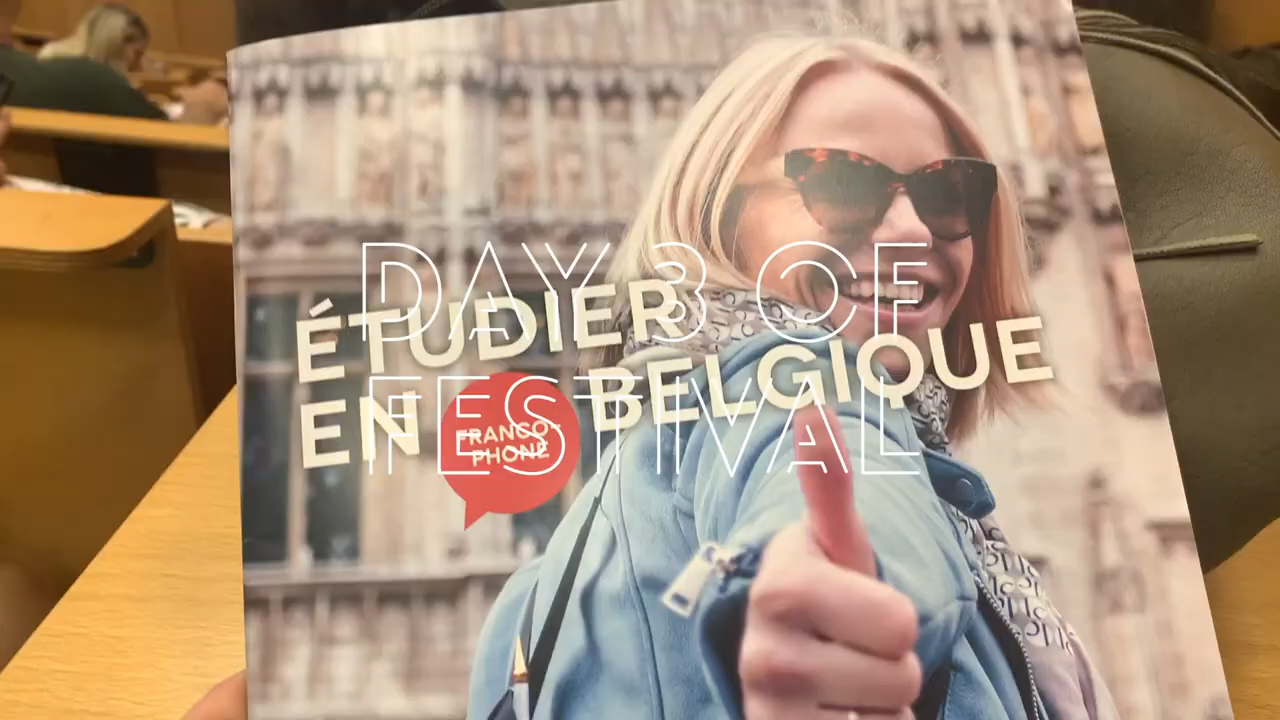 DAY 3 OF
FESTIVAL
ÉTUDIER
EN BELGIQUE
FRANCO-
PHONE